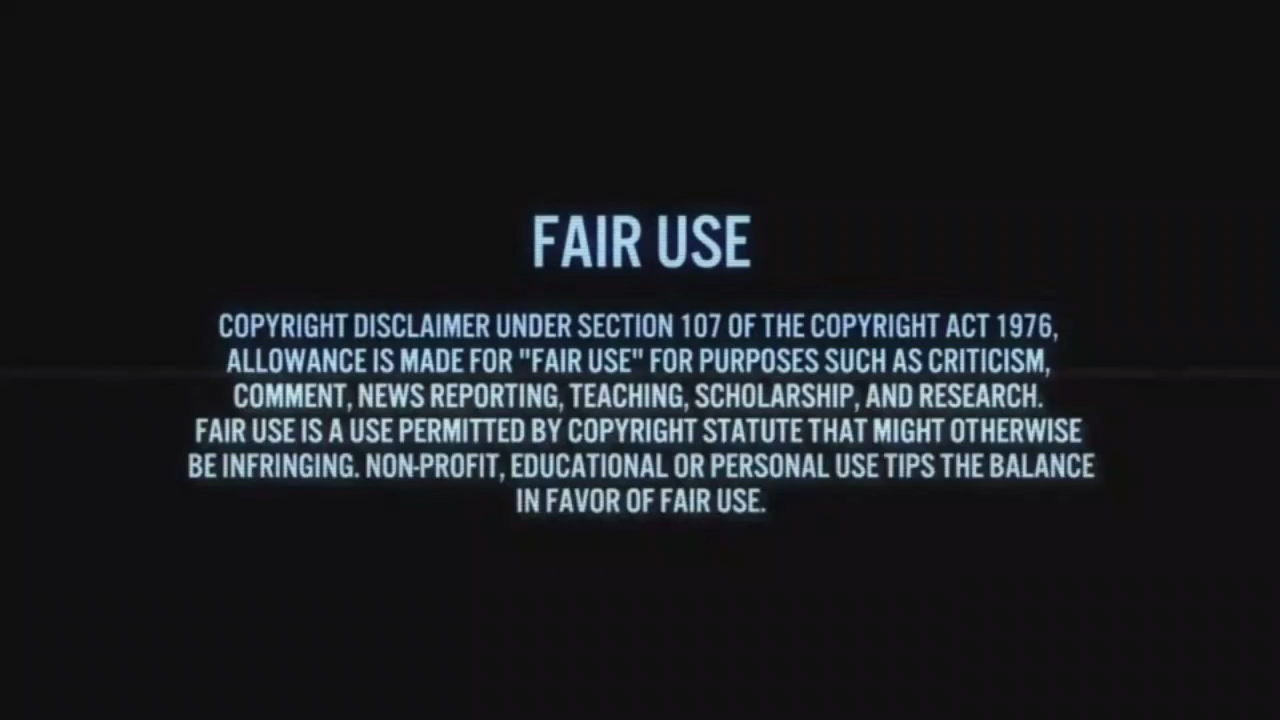 FAIR USE
COPYRIGHT DISCLAIMER UNDER SECTION 107 OF THE COPYRIGHT ACT 1976,
ALLOWANCE IS MADE FOR "FAIR USE" FOR PURPOSES SUCH AS CRITICISM,
COMMENT, NEWS REPORTING, TEACHING, SCHOLARSHIP, AND RESEARCH.
FAIR USE IS A USE PERMITTED BY COPYRIGHT STATUTE THAT MIGHT OTHERWISE
BE INFRINGING. NON-PROFIT, EDUCATIONAL OR PERSONAL USE TIPS THE BALANCE
IN FAVOR OF FAIR USE.